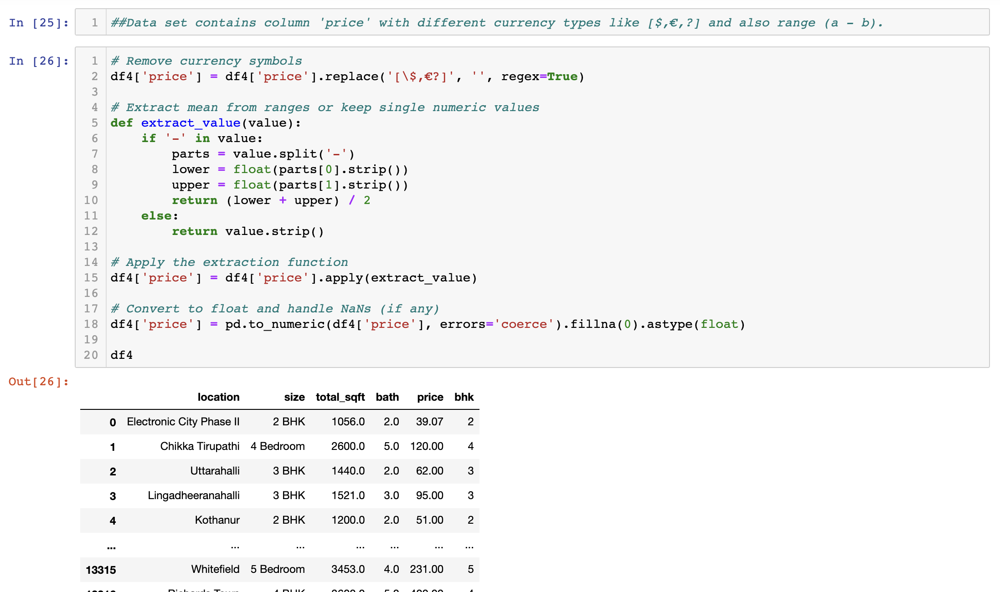 In [25]: 1 ##Data set contains column 'price' with different currency types like [$,€,?] and also range (a - b).
In [26]: 1 # Remove currency symbols
2 df4['price'] = df4['price'].replace('[\$,€?]', '', regex=True)
3
4 # Extract mean from ranges or keep single numeric values
5 def extract_value(value):
6     if '-' in value:
7         parts = value.split('-')
8         lower = float(parts[0].strip())
9         upper = float(parts[1].strip())
10         return (lower + upper) / 2
11     else:
12         return value.strip()
13
14 # Apply the extraction function
15 df4['price'] = df4['price'].apply(extract_value)
16
17 # Convert to float and handle NaNs (if any)
18 df4['price'] = pd.to_numeric(df4['price'], errors='coerce').fillna(0).astype(float)
19
20 df4
Out[26]:
location size total_sqft bath price bhk
0 Electronic City Phase II 2 BHK 1056.0 2.0 39.07 2
1 Chikka Tirupathi 4 Bedroom 2600.0 5.0 120.00 4
2 Uttarahalli 3 BHK 1440.0 2.0 62.00 3
3 Lingadheeranahalli 3 BHK 1521.0 3.0 95.00 3
4 Kothanur 2 BHK 1200.0 2.0 51.00 2
... ... ... ... ... ... ...
13315 Whitefield 5 Bedroom 3453.0 4.0 231.00 5